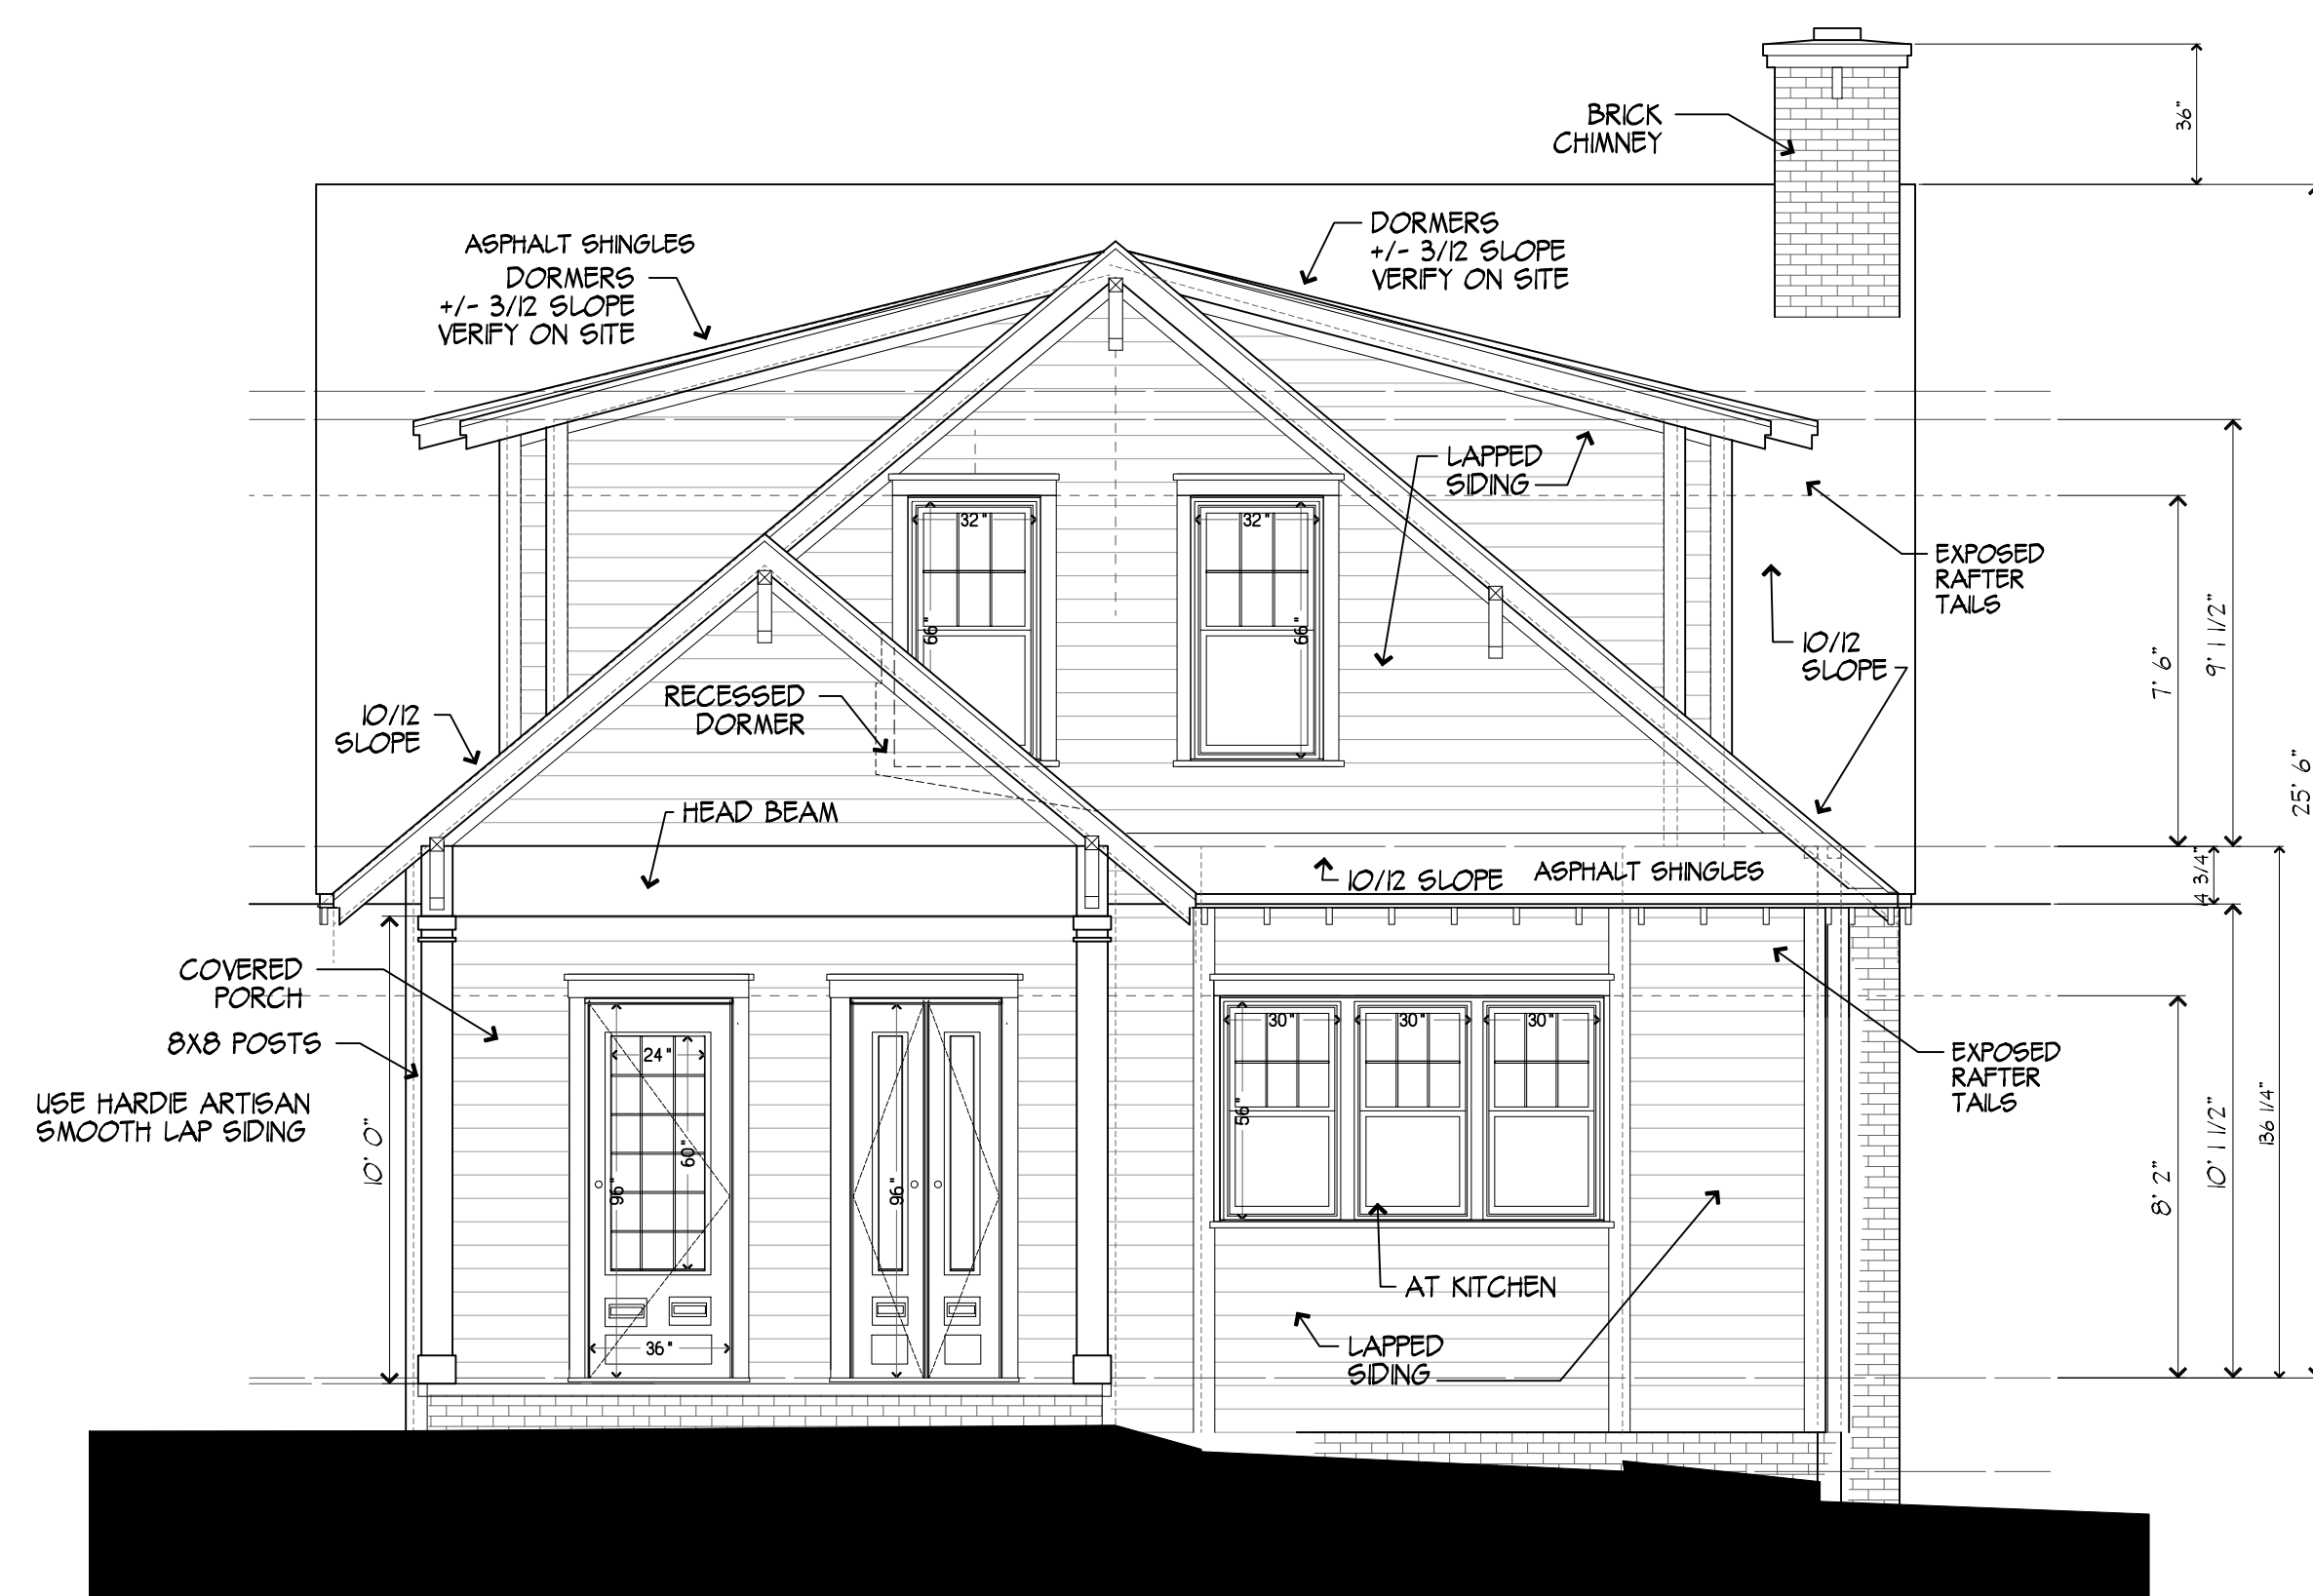 BRICK
CHIMNEY
36"
ASPHALT SHINGLES
DORMERS
+/- 3/12 SLOPE
VERIFY ON SITE
DORMERS
+/- 3/12 SLOPE
VERIFY ON SITE
LAPPED
SIDING
32"
32"
66"
66"
EXPOSED
RAFTER
TAILS
10/12
SLOPE
9' 1 1/2"
7' 6"
25' 6"
RECESSED
DORMER
10/12
SLOPE
HEAD BEAM
10/12 SLOPE
ASPHALT SHINGLES
4 3/4"
COVERED
PORCH
8X8 POSTS
USE HARDIE ARTISAN
SMOOTH LAP SIDING
10' 0"
24"
60"
96"
36"
96"
30"
30"
30"
56"
EXPOSED
RAFTER
TAILS
8' 2"
10' 1 1/2"
136 1/4"
AT KITCHEN
LAPPED
SIDING